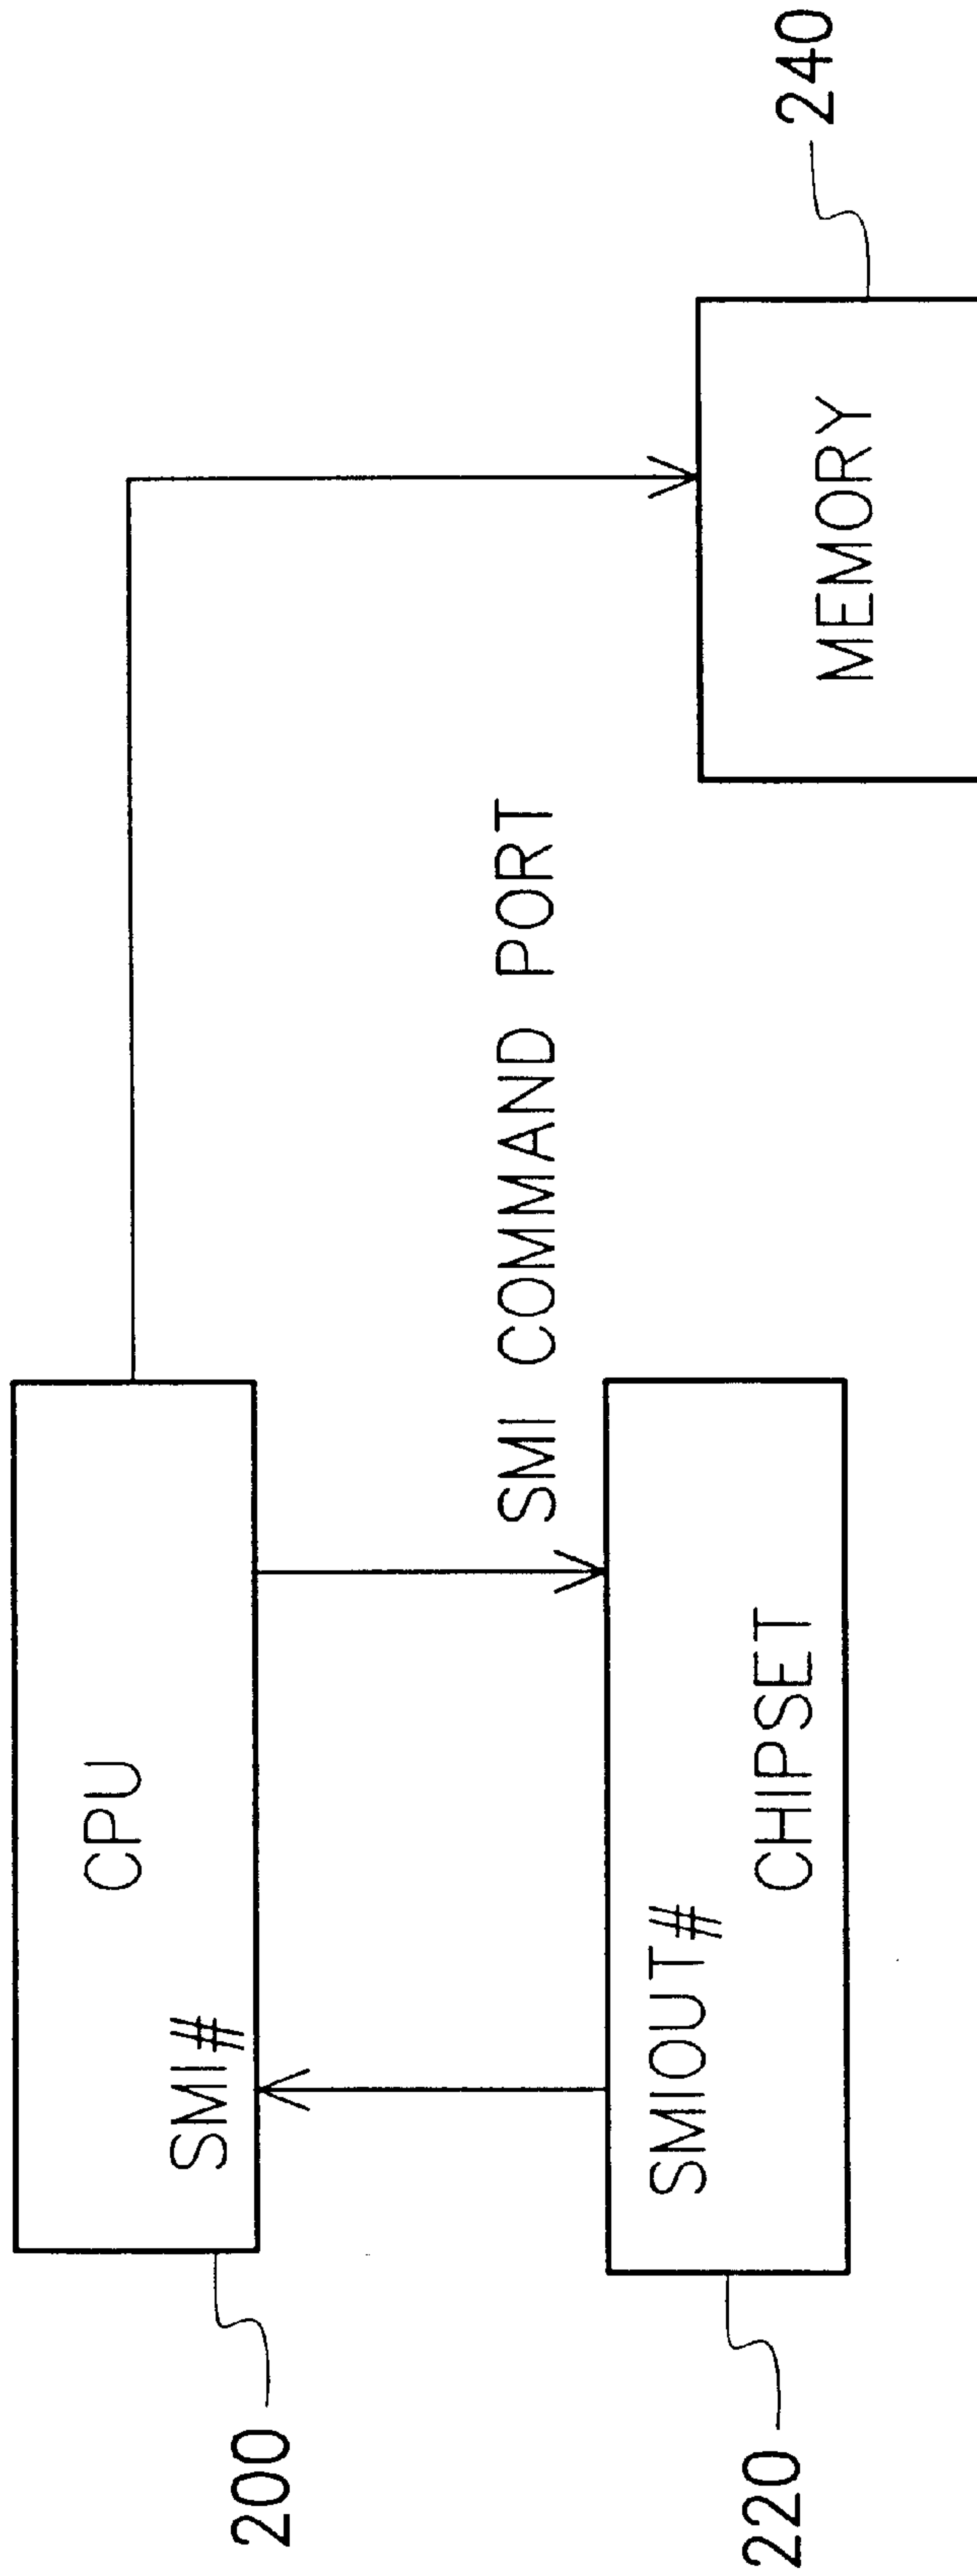 200
CPU
SMI#
SMI COMMAND PORT
220
SMIOUT#
CHIPSET
MEMORY
240